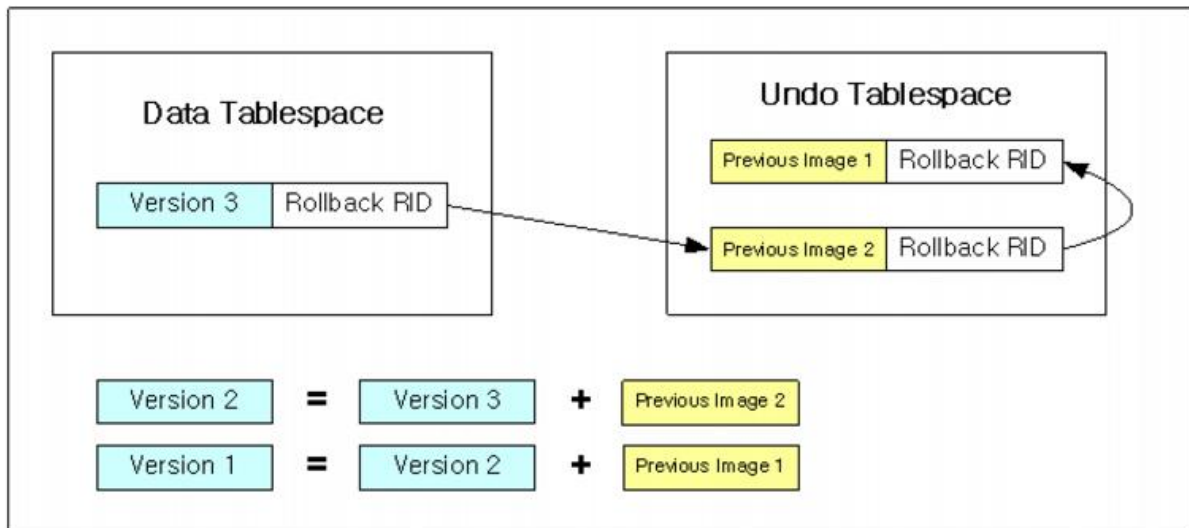 Data Tablespace
Version 3 Rollback RID
Undo Tablespace
Previous Image 1 Rollback RID
Previous Image 2 Rollback RID
Version 2 = Version 3 + Previous Image 2
Version 1 = Version 2 + Previous Image 1